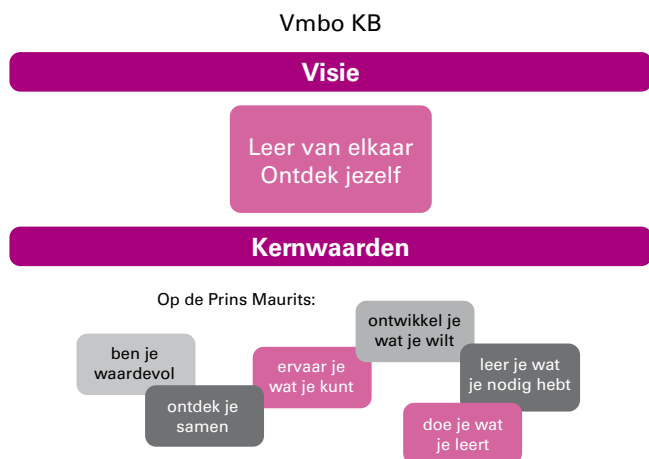 Vmbo KB
Visie
Leer van elkaar
Ontdek jezelf
Kernwaarden
Op de Prins Maurits:
ben je
waardevol
ontdek je
samen
ervaar je
wat je kunt
ontwikkel je
wat je wilt
leer je wat
je nodig hebt
doe je wat
je leert